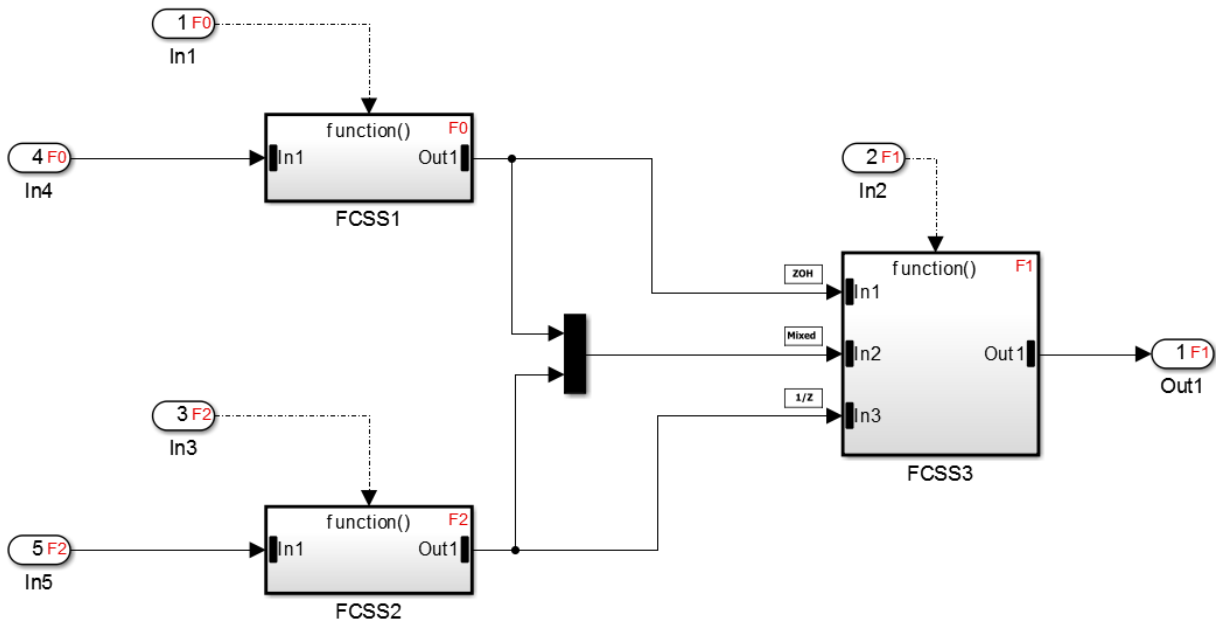 1 F0
In1
function()
F0
4 F0
In1
Out1
In4
FCSS1
2 F1
In2
function()
F1
ZOH
In1
Mixed
In2
Out1
1 F1
Out1
1/Z
In3
FCSS3
3 F2
In3
function()
F2
5 F2
In1
Out1
In5
FCSS2